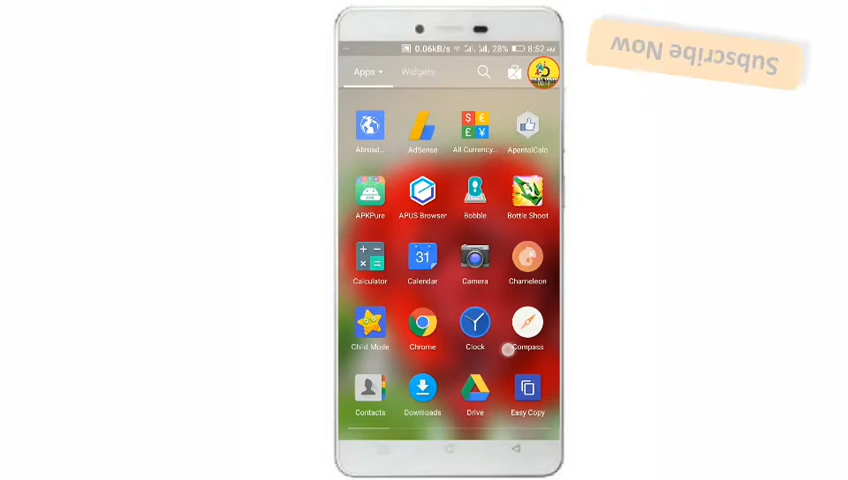 Subscribe Now
0.06kB/s 28% 8:52 AM
Apps Widgets
Abroad... AdSense All Currency... ApentalCalc
APKPure APUS Browser Bobble Bottle Shoot
31
Calculator Calendar Camera Chameleon
Child Mode Chrome Clock Compass
Contacts Downloads Drive Easy Copy